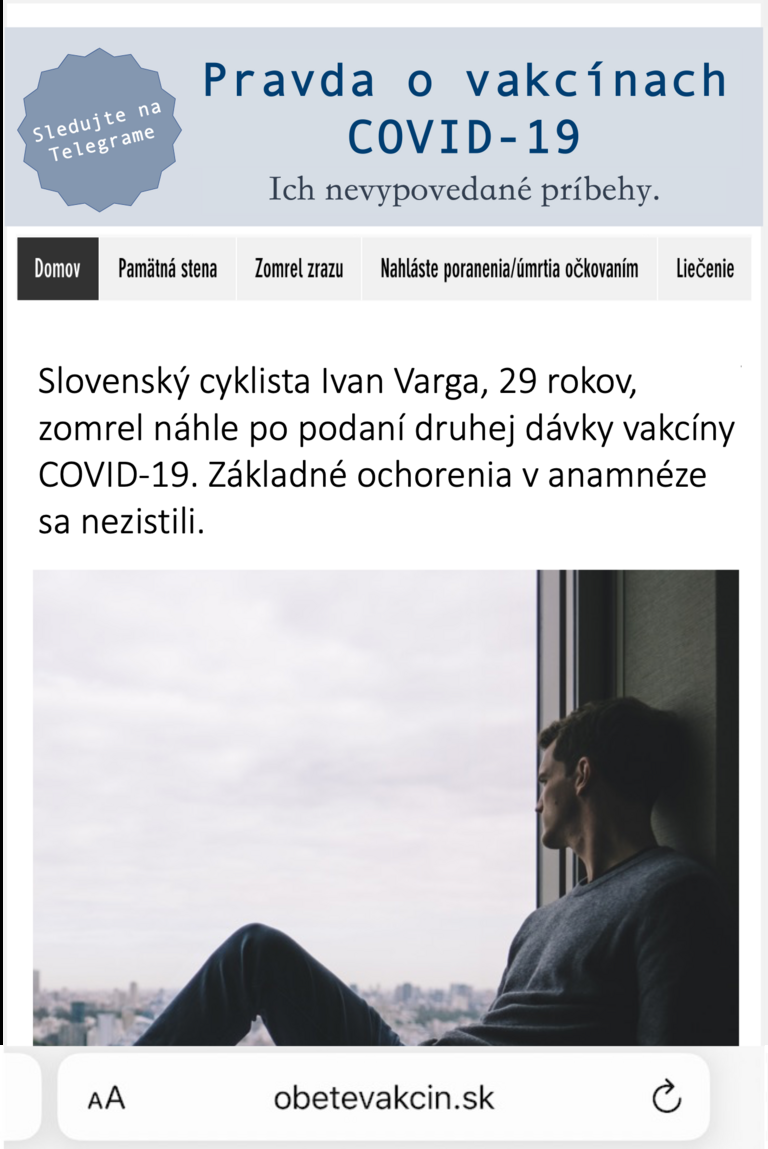 Sledujte na
Telegrame
Pravda o vakcínach
COVID-19
Ich nevypovedané príbehy.
Domov
Pamätná stena
Zomrel zrazu
Nahláste poranenia/úmrtia očkovaním
Liečenie
Slovenský cyklista Ivan Varga, 29 rokov,
zomrel náhle po podaní druhej dávky vakcíny
COVID-19. Základné ochorenia v anamnéze
sa nezistili.
AA
obetevakcin.sk